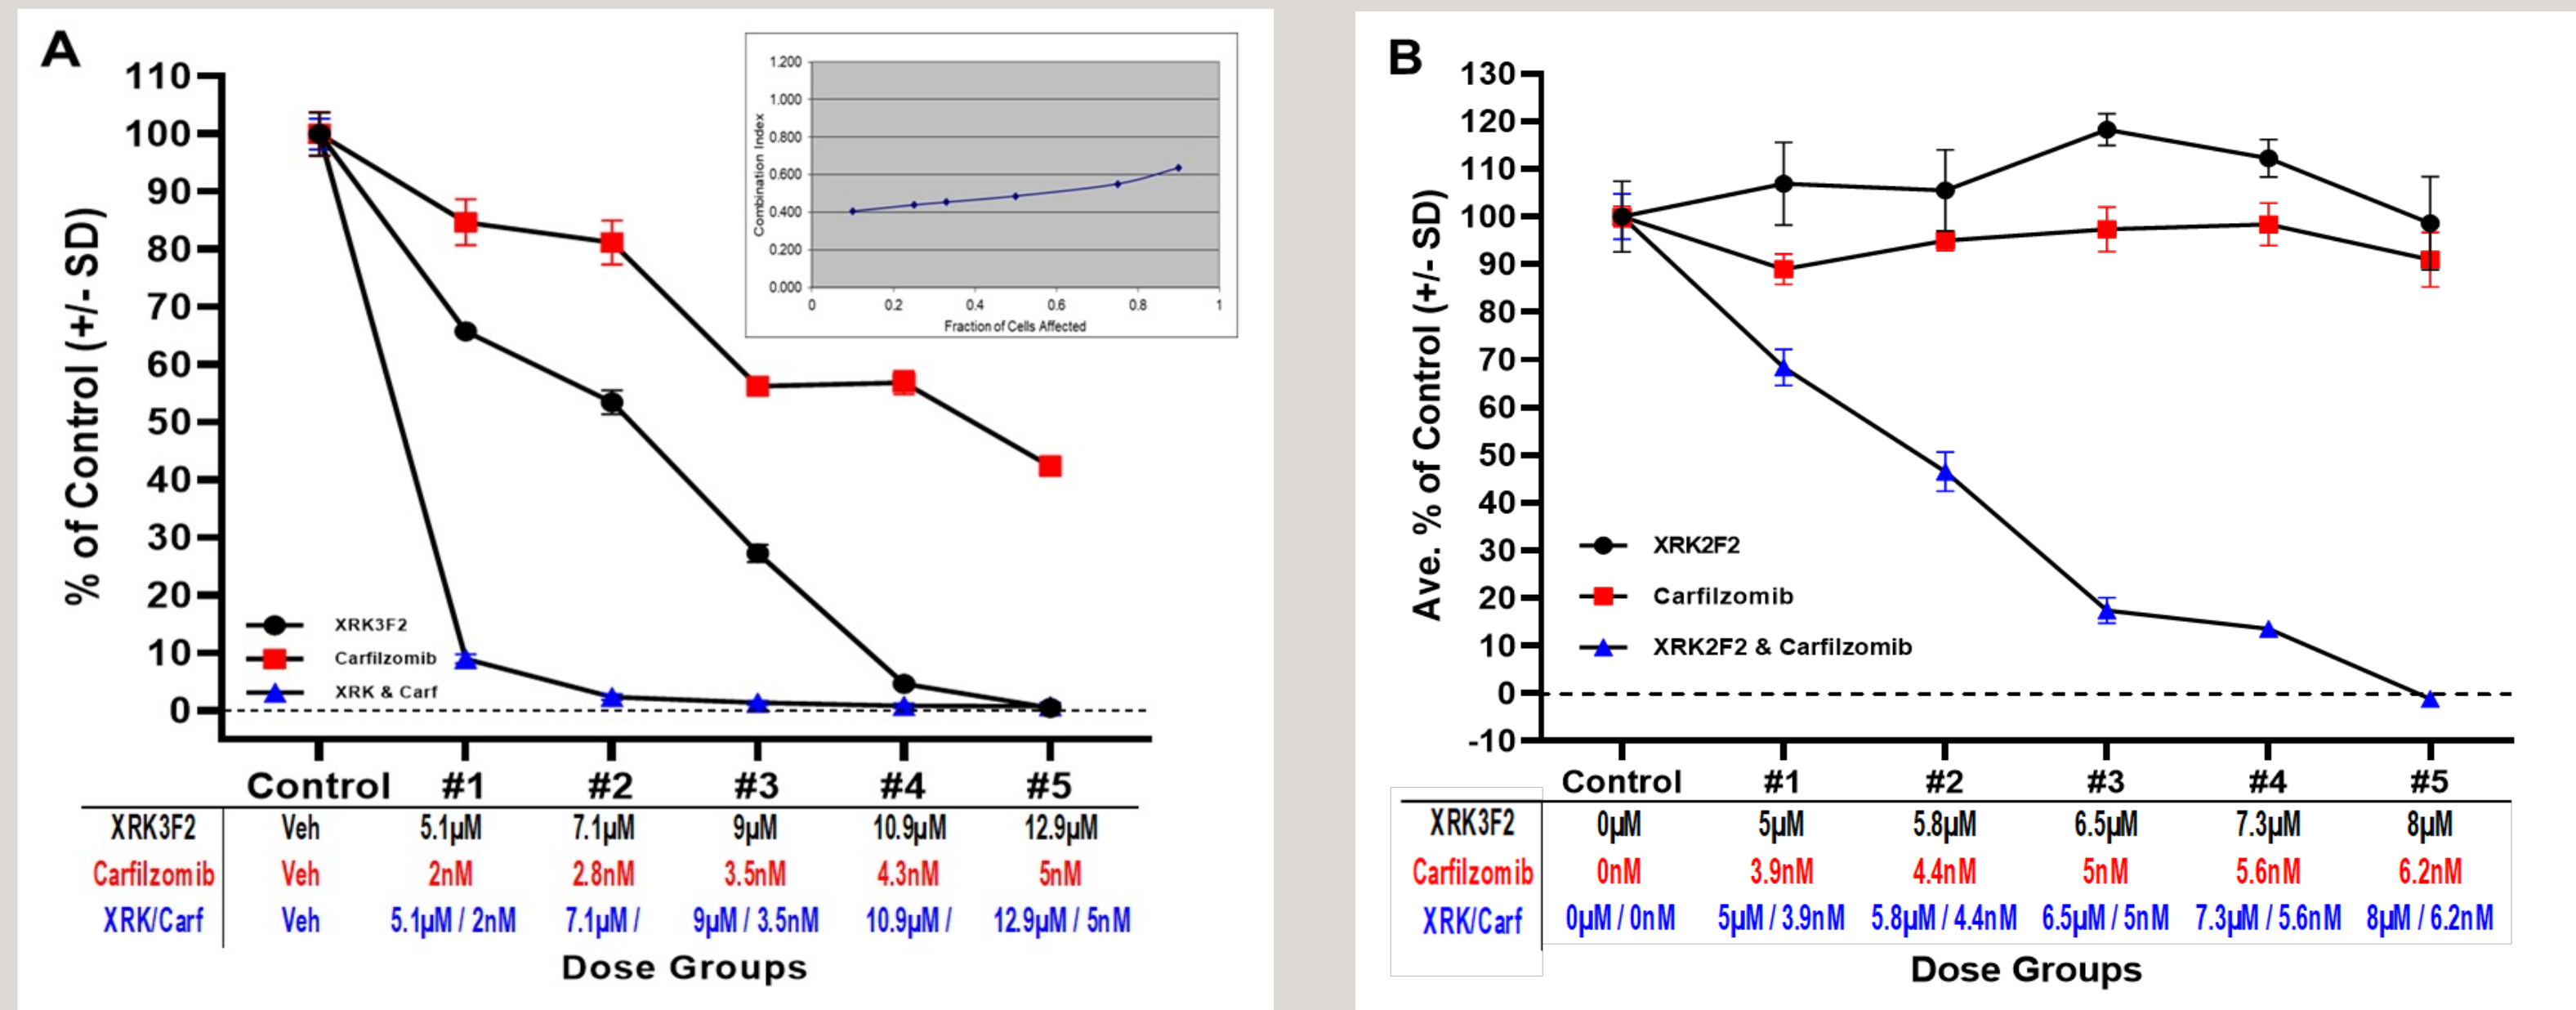 A
110
100
90
80
70
60
50
40
30
20
10
0
% of Control (+/- SD)
1.200
1.000
0.800
0.600
0.400
0.200
0.000
Combination Index
0 0.2 0.4 0.6 0.8 1
Fraction of Cells Affected
XRK3F2
Carfilzomib
XRK & Carf
Control #1 #2 #3 #4 #5
XRK3F2 Veh 5.1µM 7.1µM 9µM 10.9µM 12.9µM
Carfilzomib Veh 2nM 2.8nM 3.5nM 4.3nM 5nM
XRK/Carf Veh 5.1µM / 2nM 7.1µM / 9µM / 3.5nM 10.9µM / 12.9µM / 5nM
Dose Groups
B
130
120
110
100
90
80
70
60
50
40
30
20
10
0
-10
Ave. % of Control (+/- SD)
XRK2F2
Carfilzomib
XRK2F2 & Carfilzomib
Control #1 #2 #3 #4 #5
XRK3F2 0µM 5µM 5.8µM 6.5µM 7.3µM 8µM
Carfilzomib 0nM 3.9nM 4.4nM 5nM 5.6nM 6.2nM
XRK/Carf 0µM / 0nM 5µM / 3.9nM 5.8µM / 4.4nM 6.5µM / 5nM 7.3µM / 5.6nM 8µM / 6.2nM
Dose Groups